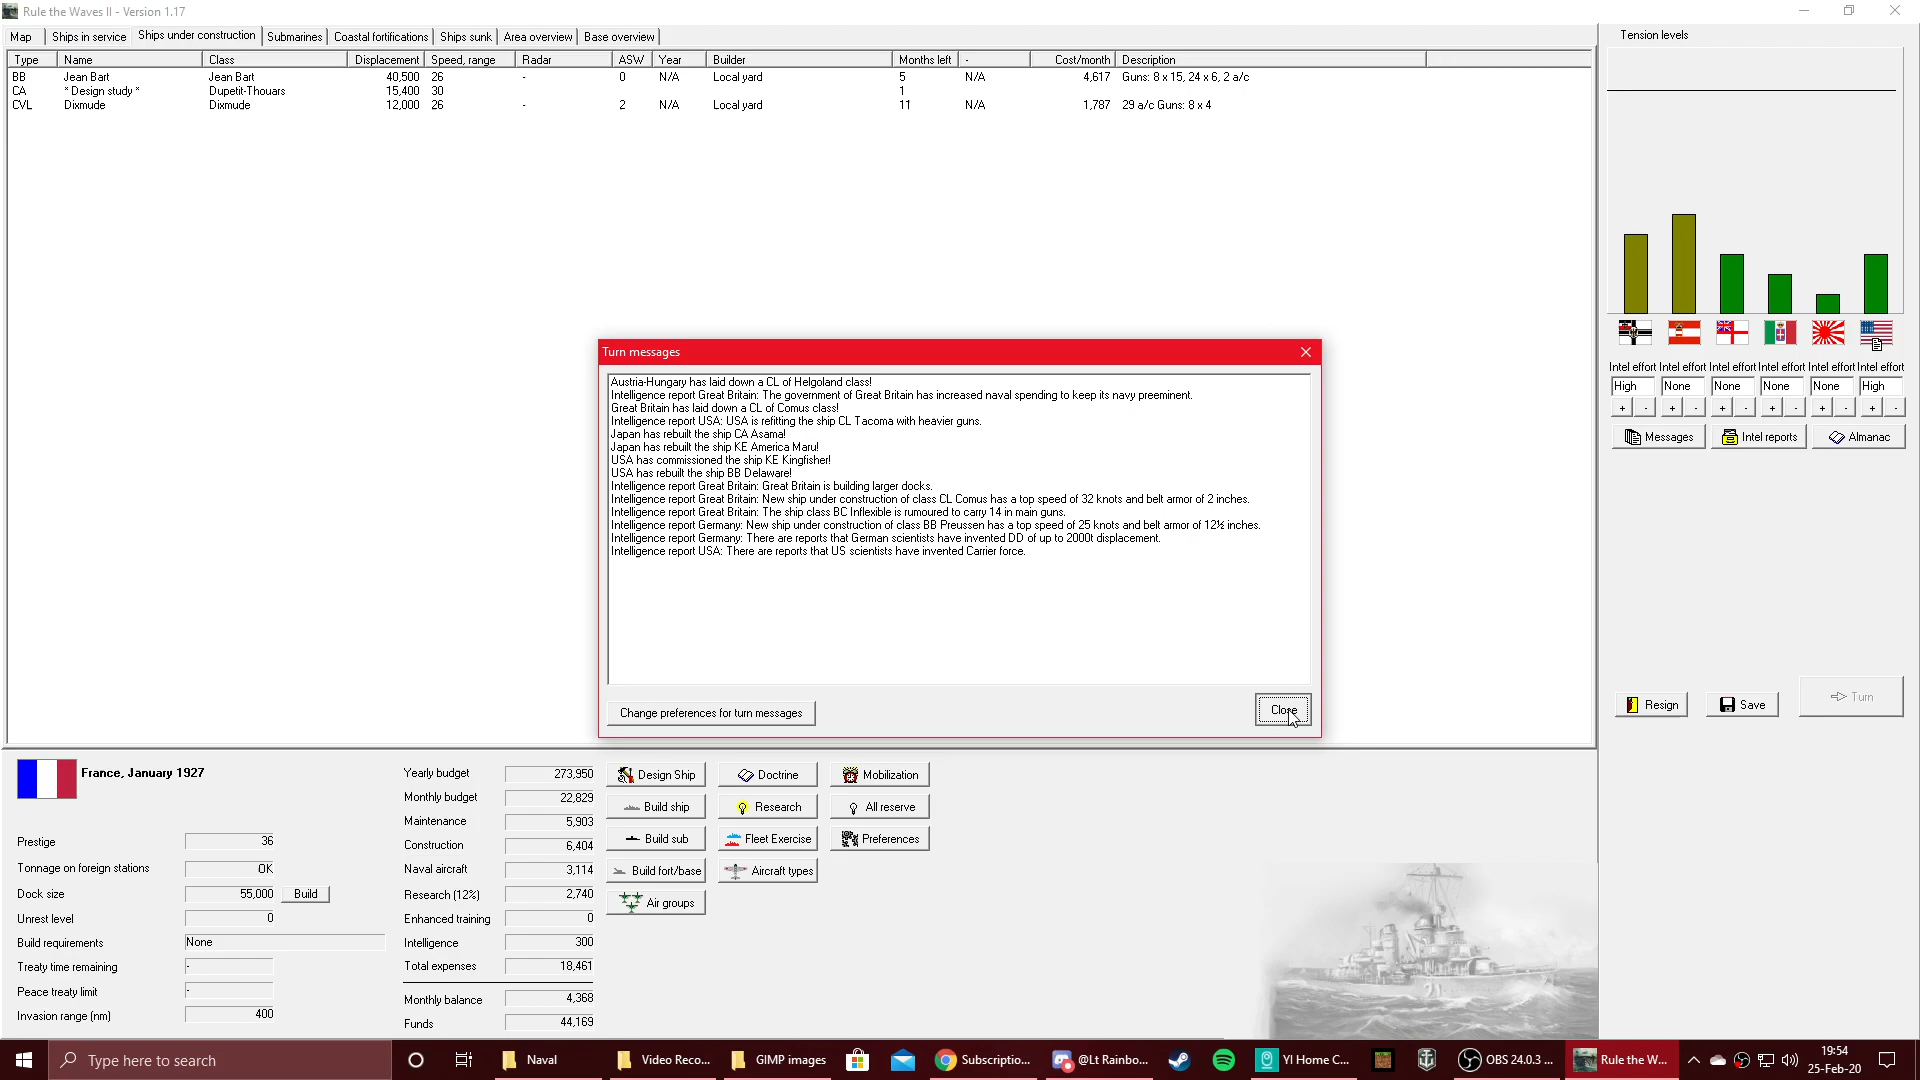 Rule the Waves II - Version 1.17
Map Ships in service Ships under construction Submarines Coastal fortifications Ships sunk Area overview Base overview
Type Name Class Displacement Speed, range Radar ASW Year Builder Months left - Cost/month Description
BB Jean Bart Jean Bart 40,500 26 - 0 N/A Local yard 5 N/A 4,617 Guns: 8 x 15, 24 x 6, 2 a/c
CA * Design study * Dupetit-Thouars 15,400 30 1
CVL Dixmude Dixmude 12,000 26 - 2 N/A Local yard 11 N/A 1,787 29 a/c Guns: 8 x 4
Tension levels
Intel effort Intel effort Intel effort Intel effort Intel effort Intel effort
High None None None None High
+ - + - + - + - + - + -
Messages Intel reports Almanac
Resign Save Turn
Turn messages
Austria-Hungary has laid down a CL of Helgoland class!
Intelligence report Great Britain: The government of Great Britain has increased naval spending to keep its navy preeminent.
Great Britain has laid down a CL of Comus class!
Intelligence report USA: USA is refitting the ship CL Tacoma with heavier guns.
Japan has rebuilt the ship CA Asama!
Japan has rebuilt the ship KE America Maru!
USA has commissioned the ship KE Kingfisher!
USA has rebuilt the ship BB Delaware!
Intelligence report Great Britain: Great Britain is building larger docks.
Intelligence report Great Britain: New ship under construction of class CL Comus has a top speed of 32 knots and belt armor of 2 inches.
Intelligence report Great Britain: The ship class BC Inflexible is rumoured to carry 14 in main guns.
Intelligence report Germany: New ship under construction of class BB Preussen has a top speed of 25 knots and belt armor of 12½ inches.
Intelligence report Germany: There are reports that German scientists have invented DD of up to 2000t displacement.
Intelligence report USA: There are reports that US scientists have invented Carrier force.
Change preferences for turn messages Close
France, January 1927
Prestige 36
Tonnage on foreign stations OK
Dock size 55,000 Build
Unrest level 0
Build requirements None
Treaty time remaining -
Peace treaty limit -
Invasion range (nm) 400
Yearly budget 273,950
Monthly budget 22,829
Maintenance 5,903
Construction 6,404
Naval aircraft 3,114
Research (12%) 2,740
Enhanced training 0
Intelligence 300
Total expenses 18,461
Monthly balance 4,368
Funds 44,169
Design Ship Doctrine Mobilization
Build ship Research All reserve
Build sub Fleet Exercise Preferences
Build fort/base Aircraft types
Air groups
Type here to search
Naval
Video Reco...
GIMP images
Subscriptio...
@Lt Rainbo...
YI Home C...
OBS 24.0.3 ...
Rule the W...
19:54
25-Feb-20